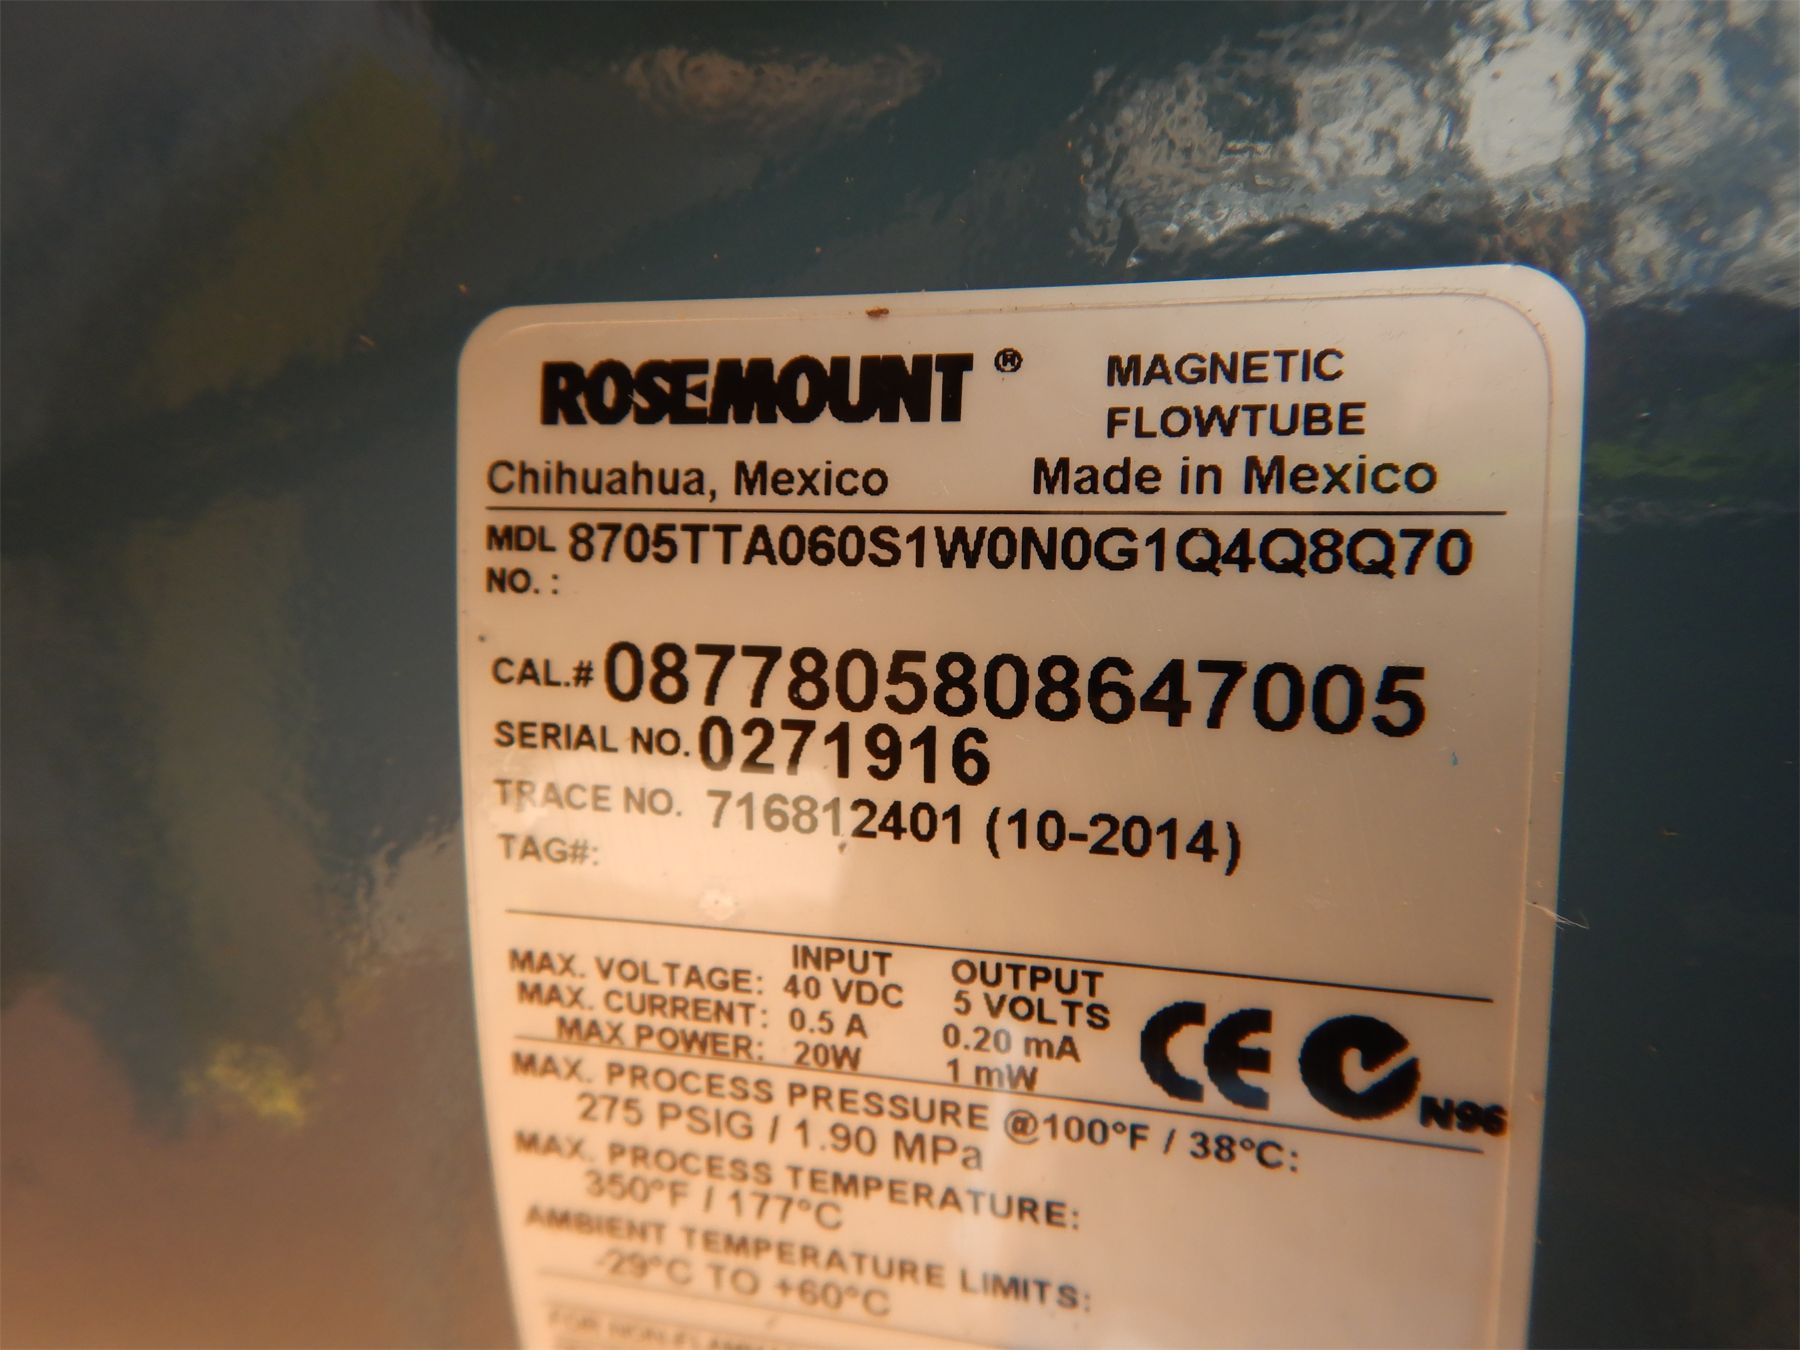 ROSEMOUNT ® MAGNETIC
FLOWTUBE
Chihuahua, Mexico Made in Mexico
MDL 8705TTA060S1W0N0G1Q4Q8Q70
NO. :
CAL.# 0877805808647005
SERIAL NO. 0271916
TRACE NO. 716812401 (10-2014)
TAG#:
INPUT OUTPUT
MAX. VOLTAGE: 40 VDC 5 VOLTS
MAX. CURRENT: 0.5 A 0.20 mA
MAX POWER: 20W 1 mW
CE N96
MAX. PROCESS PRESSURE @100°F / 38°C:
275 PSIG / 1.90 MPa
MAX. PROCESS TEMPERATURE:
350°F / 177°C
AMBIENT TEMPERATURE LIMITS:
-29°C TO +60°C